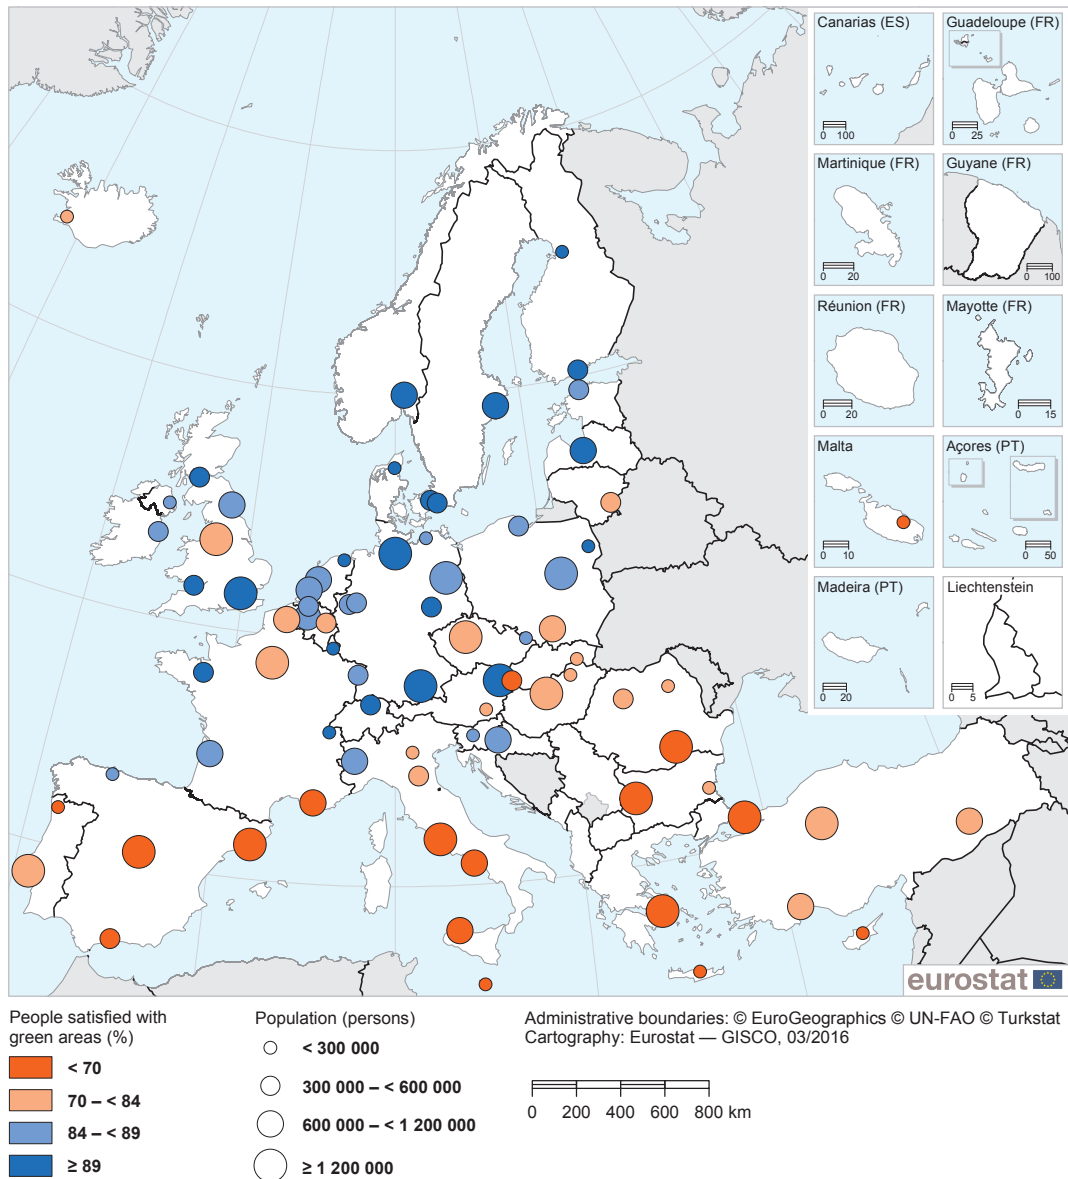 Canarias (ES)
0 100
Guadeloupe (FR)
0 25
Martinique (FR)
0 20
Guyane (FR)
0 100
Réunion (FR)
0 20
Mayotte (FR)
0 15
Malta
0 10
Açores (PT)
0 50
Madeira (PT)
0 20
Liechtenstein
0 5
eurostat
People satisfied with
green areas (%)
< 70
70 – < 84
84 – < 89
≥ 89
Population (persons)
< 300 000
300 000 – < 600 000
600 000 – < 1 200 000
≥ 1 200 000
Administrative boundaries: © EuroGeographics © UN-FAO © Turkstat
Cartography: Eurostat — GISCO, 03/2016
0 200 400 600 800 km